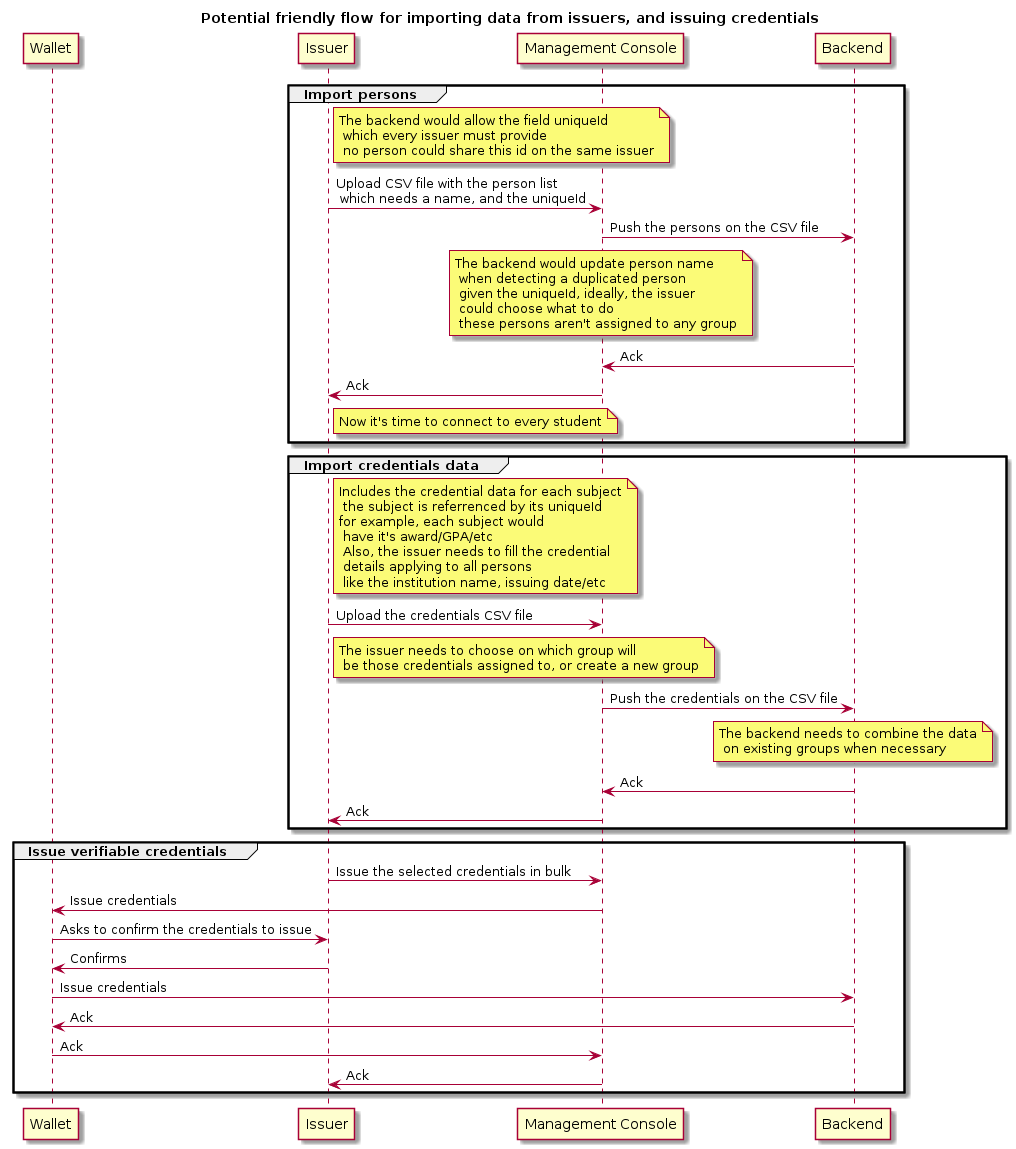 Potential friendly flow for importing data from issuers, and issuing credentials
Wallet
Issuer
Management Console
Backend
Import persons
The backend would allow the field uniqueId
which every issuer must provide
no person could share this id on the same issuer
Upload CSV file with the person list
which needs a name, and the uniqueId
Push the persons on the CSV file
The backend would update person name
when detecting a duplicated person
given the uniqueId, ideally, the issuer
could choose what to do
these persons aren't assigned to any group
Ack
Ack
Now it's time to connect to every student
Import credentials data
Includes the credential data for each subject
the subject is referrenced by its uniqueId
for example, each subject would
have it's award/GPA/etc
Also, the issuer needs to fill the credential
details applying to all persons
like the institution name, issuing date/etc
Upload the credentials CSV file
The issuer needs to choose on which group will
be those credentials assigned to, or create a new group
Push the credentials on the CSV file
The backend needs to combine the data
on existing groups when necessary
Ack
Ack
Issue verifiable credentials
Issue the selected credentials in bulk
Issue credentials
Asks to confirm the credentials to issue
Confirms
Issue credentials
Ack
Ack
Ack
Wallet
Issuer
Management Console
Backend